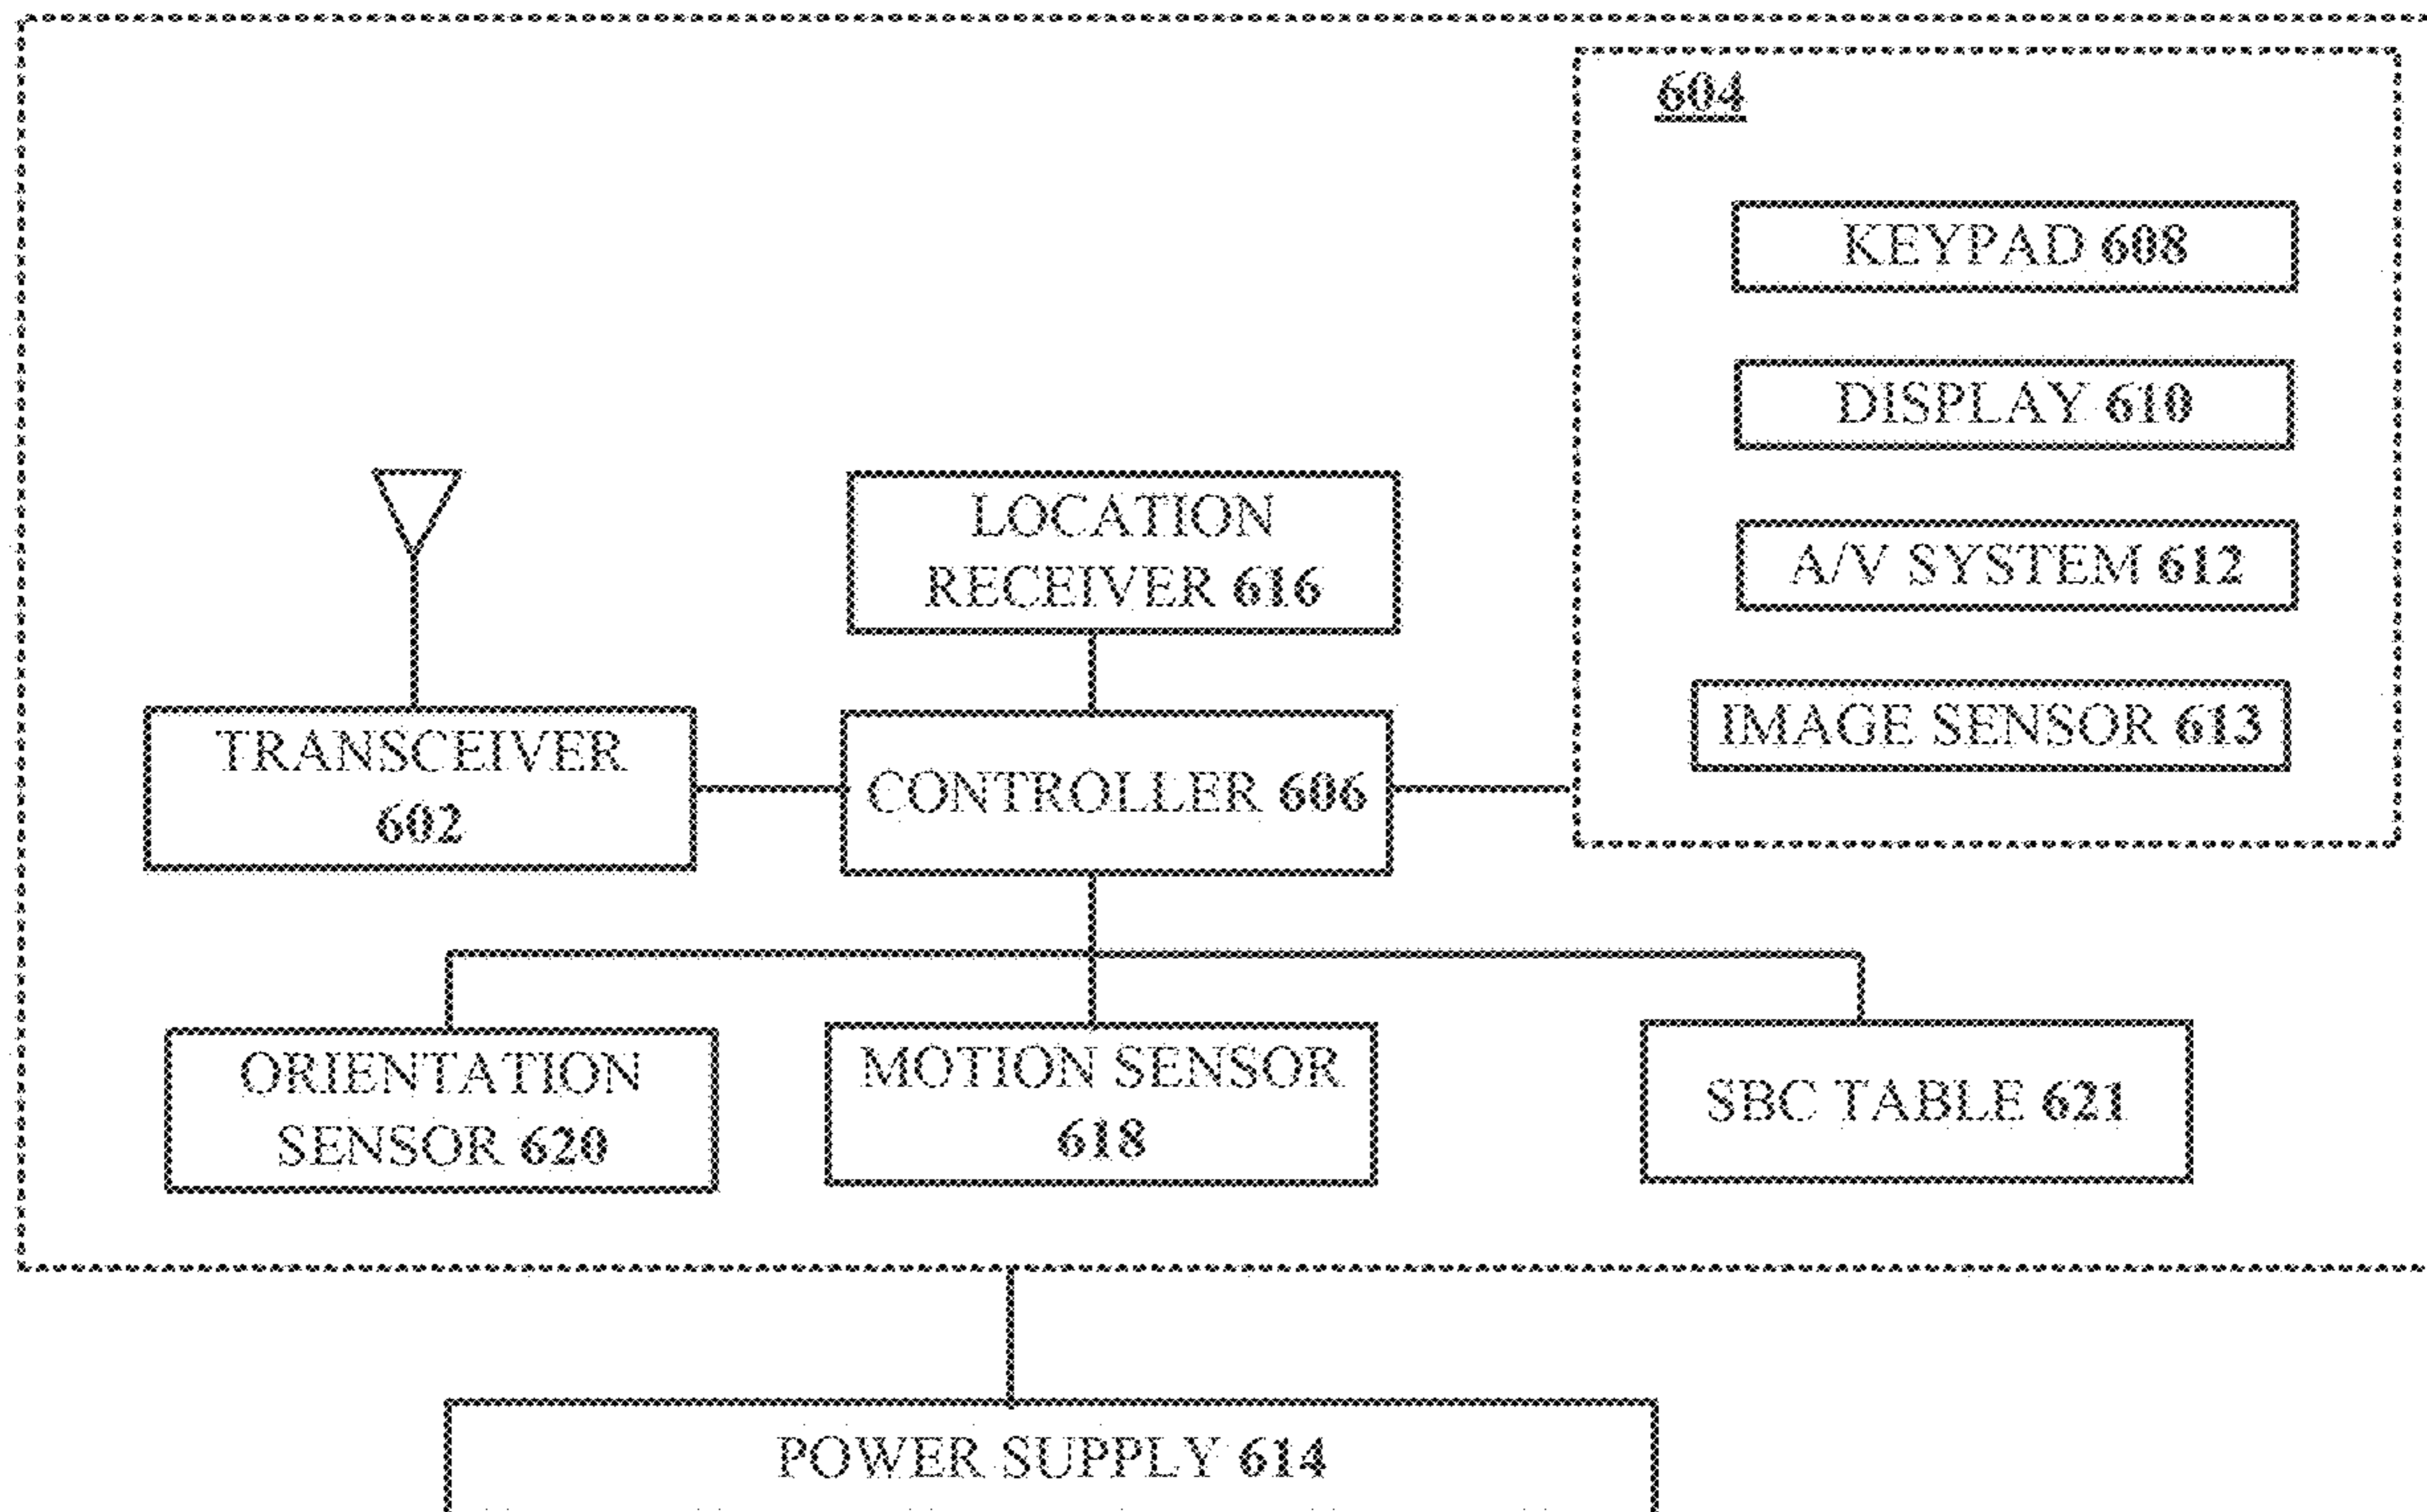 604
KEYPAD 608
DISPLAY 610
A/V SYSTEM 612
IMAGE SENSOR 613
LOCATION
RECEIVER 616
TRANSCEIVER
602
CONTROLLER 606
ORIENTATION
SENSOR 620
MOTION SENSOR
618
SBC TABLE 621
POWER SUPPLY 614